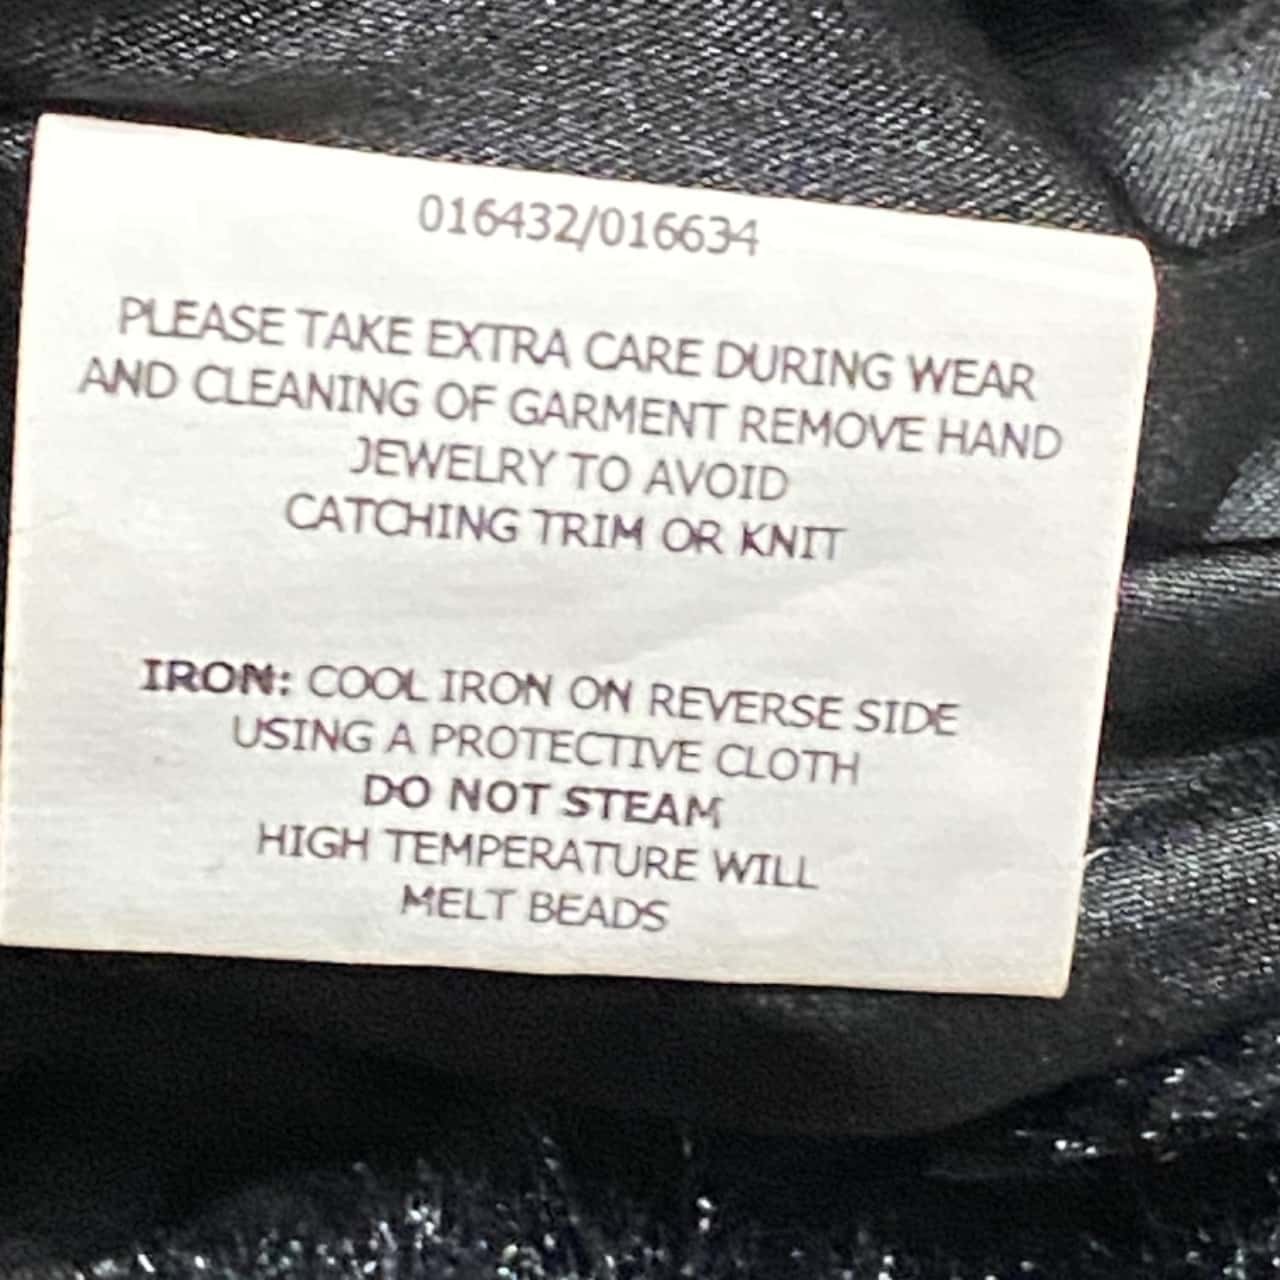 016432/016634
PLEASE TAKE EXTRA CARE DURING WEAR
AND CLEANING OF GARMENT REMOVE HAND
JEWELRY TO AVOID
CATCHING TRIM OR KNIT
IRON: COOL IRON ON REVERSE SIDE
USING A PROTECTIVE CLOTH
DO NOT STEAM
HIGH TEMPERATURE WILL
MELT BEADS